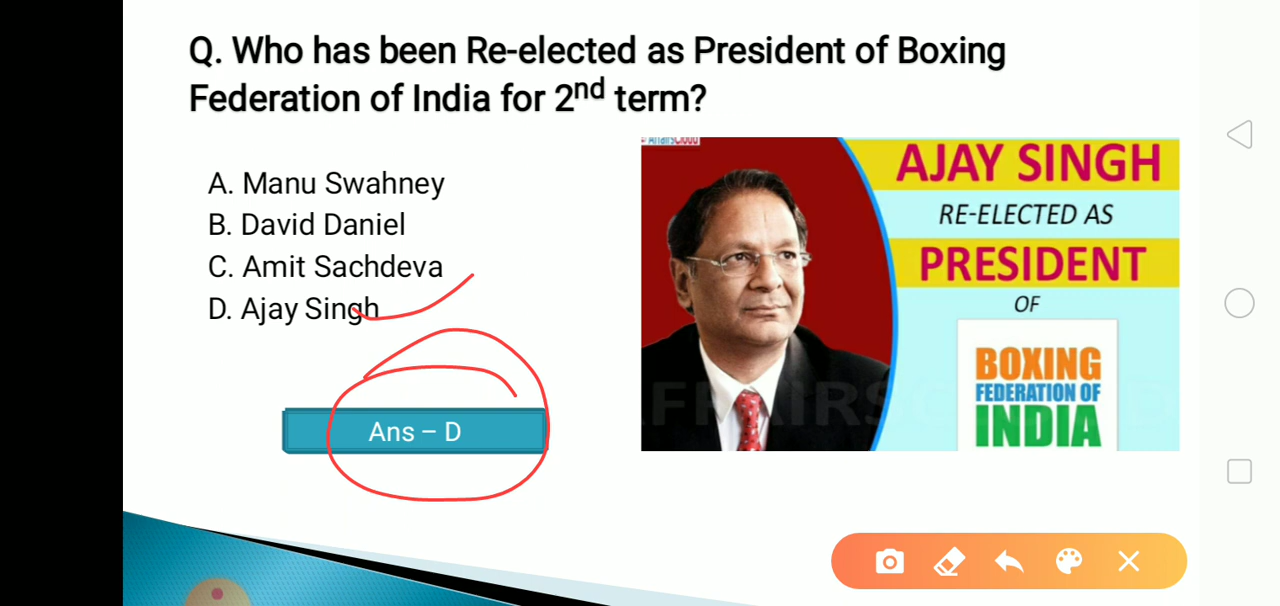 Q. Who has been Re-elected as President of Boxing
Federation of India for 2nd term?
A. Manu Swahney
B. David Daniel
C. Amit Sachdeva
D. Ajay Singh
Ans – D
AffairsCloud
AJAY SINGH
RE-ELECTED AS
PRESIDENT
OF
BOXING
FEDERATION OF
INDIA